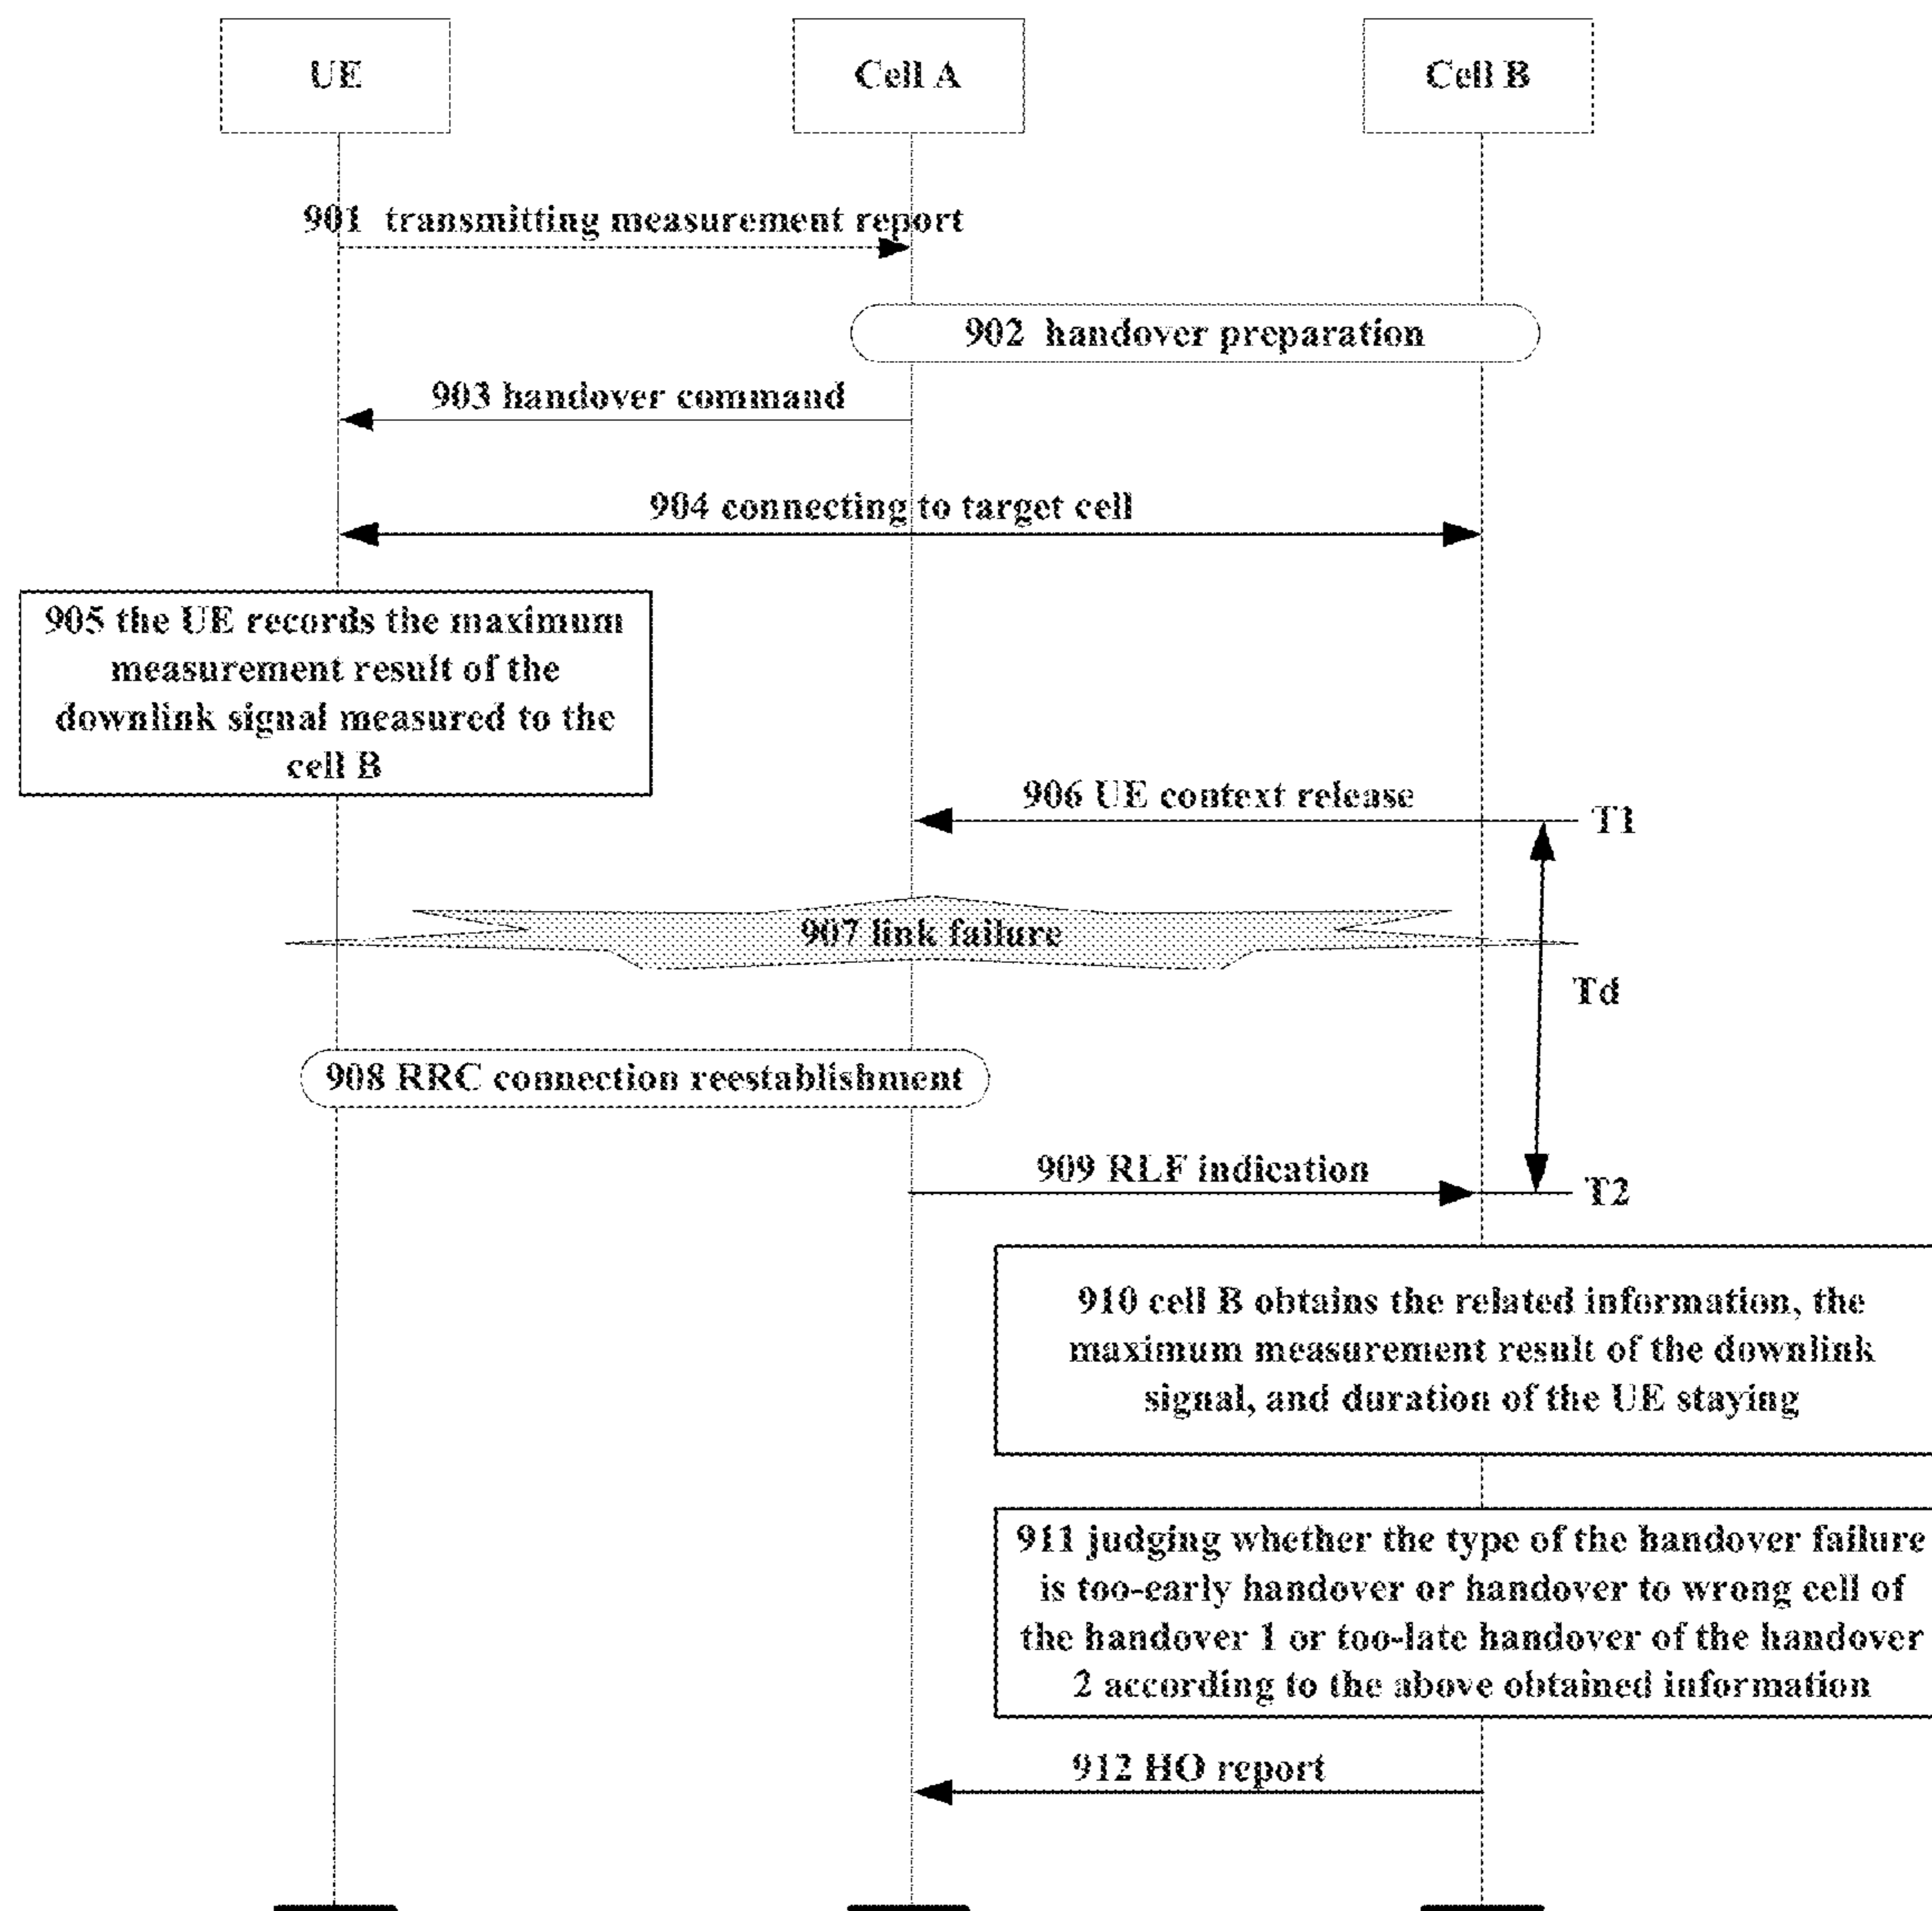 UE
Cell A
Cell B
901 transmitting measurement report
902 handover preparation
903 handover command
904 connecting to target cell
905 the UE records the maximum
measurement result of the
downlink signal measured to the
cell B
906 UE context release
T1
907 link failure
Td
908 RRC connection reestablishment
909 RLF indication
T2
910 cell B obtains the related information, the
maximum measurement result of the downlink
signal, and duration of the UE staying
911 judging whether the type of the handover failure
is too-early handover or handover to wrong cell of
the handover 1 or too-late handover of the handover
2 according to the above obtained information
912 HO report